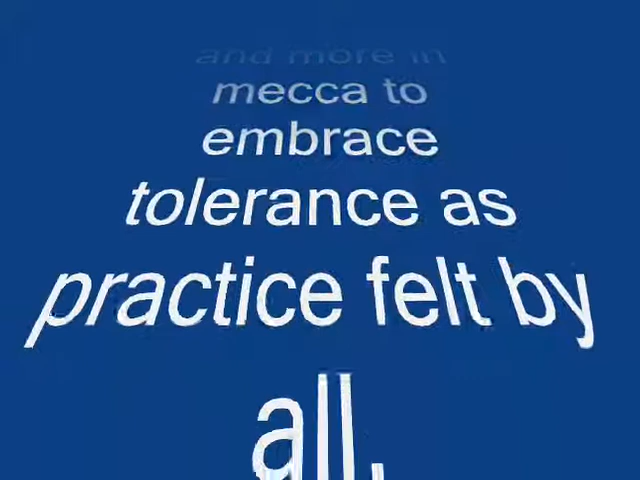 and more in
mecca to
embrace
tolerance as
practice felt by
all.